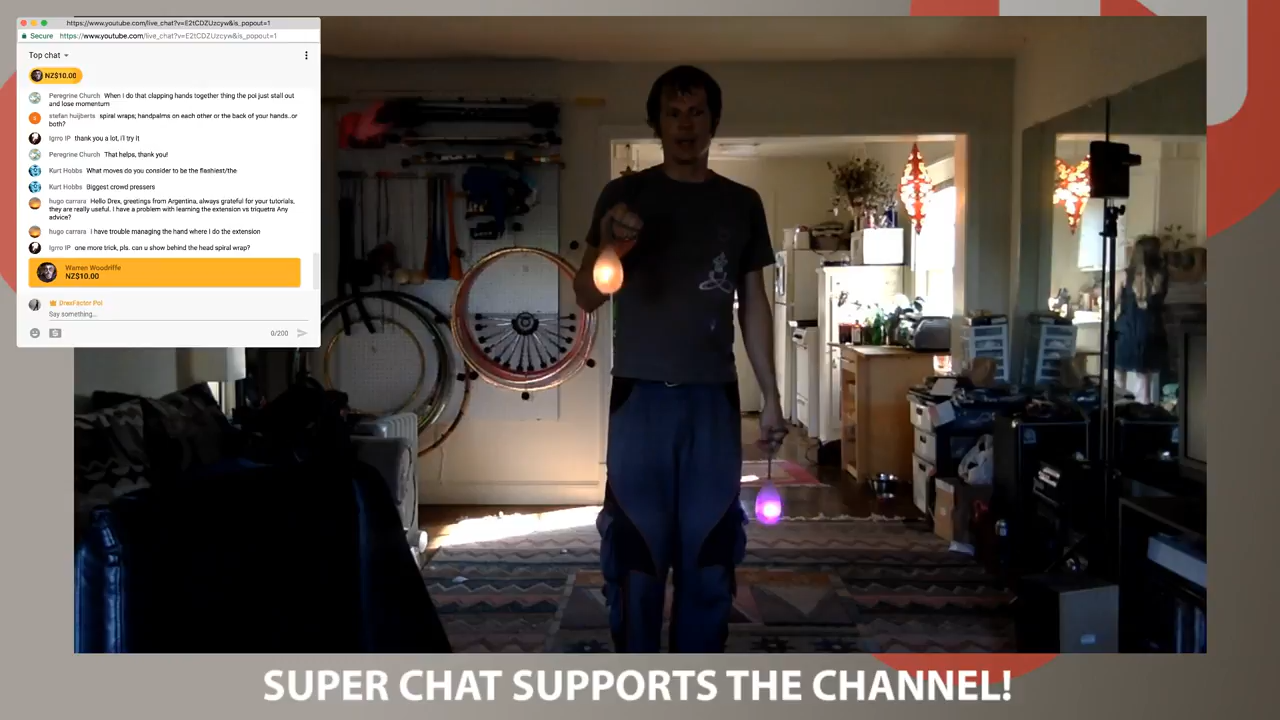 https://www.youtube.com/live_chat?v=E2tCDZUzcyw&is_popout=1
Secure https://www.youtube.com/live_chat?v=E2tCDZUzcyw&is_popout=1
Top chat
NZ$10.00
Peregrine Church When I do that clapping hands together thing the poi just stall out
and lose momentum
stefan huijberts spiral wraps; handpalms on each other or the back of your hands..or
both?
Igrro IP thank you a lot, i'l try it
Peregrine Church That helps, thank you!
Kurt Hobbs What moves do you consider to be the flashiest/the
Kurt Hobbs Biggest crowd pressers
hugo carrara Hello Drex, greetings from Argentina, always grateful for your tutorials,
they are really useful. I have a problem with learning the extension vs triquetra Any
advice?
hugo carrara I have trouble managing the hand where I do the extension
Igrro IP one more trick, pls. can u show behind the head spiral wrap?
Warren Woodriffe
NZ$10.00
DrexFactor Poi
Say something...
0/200
SUPER CHAT SUPPORTS THE CHANNEL!